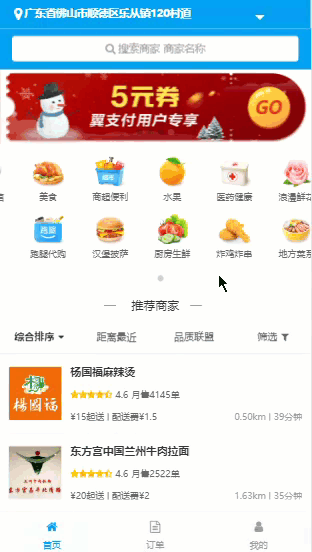 广东省佛山市顺德区乐从镇120村道
搜索商家 商家名称
5元券
翼支付用户专享
GO
美食 商超便利 水果 医药健康 浪漫鲜花
跑腿代购 汉堡披萨 厨房生鲜 炸鸡炸串 地方菜系
推荐商家
综合排序 距离最近 品质联盟 筛选
杨国福麻辣烫
4.6 月售4145单
¥15起送 | 配送费¥1.5 0.50km | 39分钟
楊國福
东方宫中国兰州牛肉拉面
4.6 月售2522单
¥20起送 | 配送费¥2 1.63km | 35分钟
首页 订单 我的